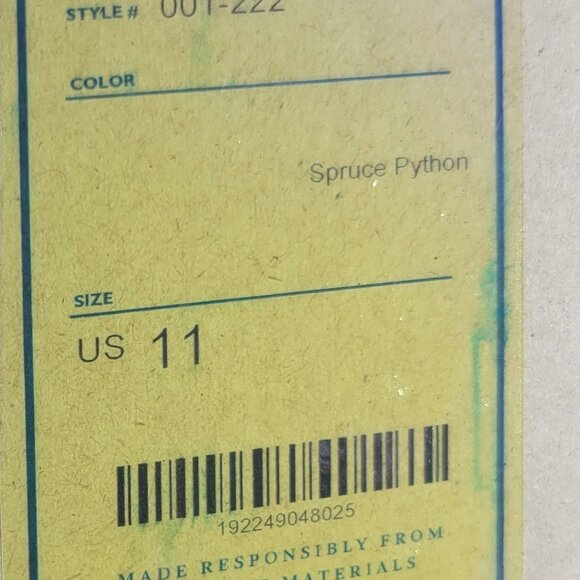 STYLE # 001-222
COLOR
Spruce Python
SIZE
US 11
192249048025
MADE RESPONSIBLY FROM
MATERIALS